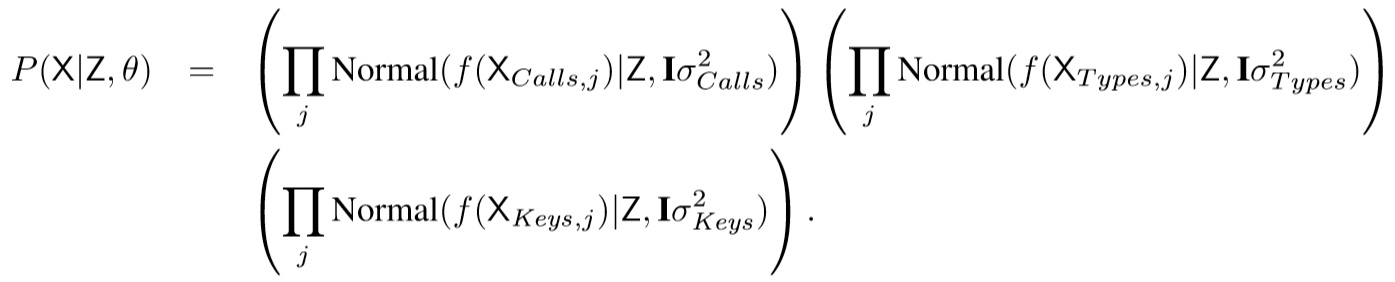 P(X|Z, θ) = (∏_j Normal(f(X_{Calls,j})|Z, Iσ²_{Calls})) (∏_j Normal(f(X_{Types,j})|Z, Iσ²_{Types}))
(∏_j Normal(f(X_{Keys,j})|Z, Iσ²_{Keys})) .